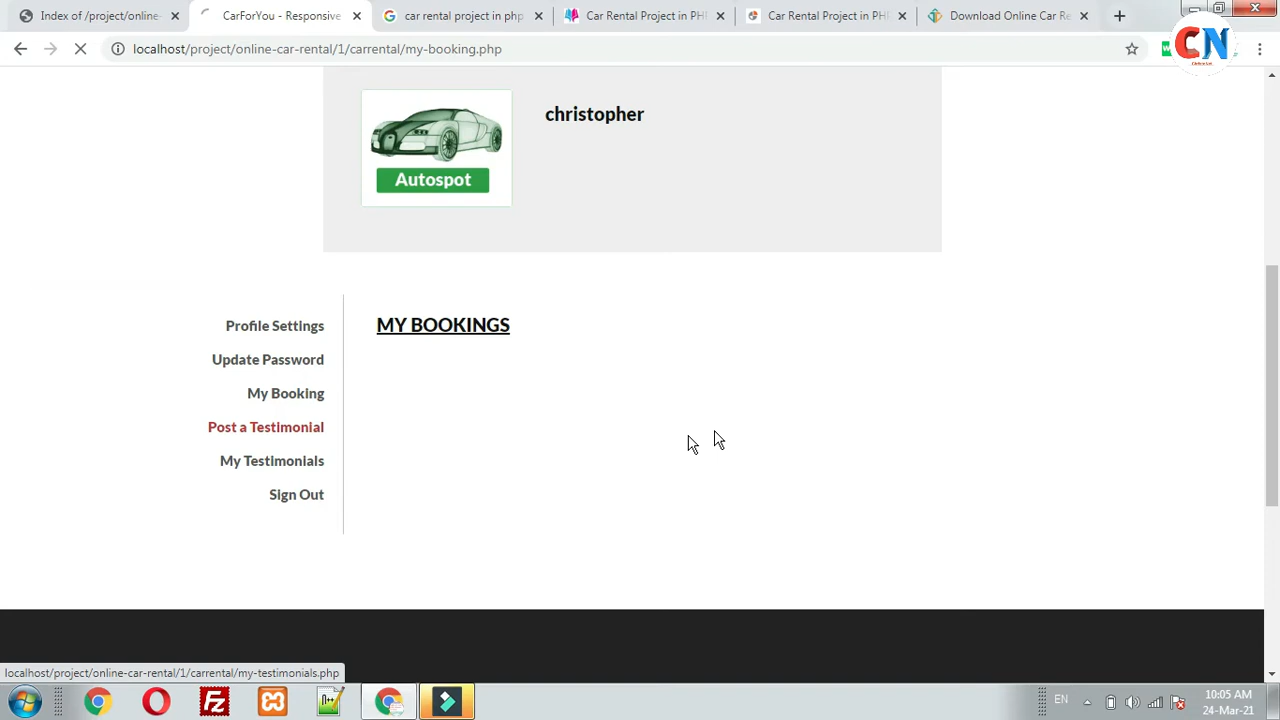 Index of /project/online-
CarForYou - Responsive
car rental project in php
Car Rental Project in PHP
Car Rental Project in PHP
Download Online Car Re
localhost/project/online-car-rental/1/carrental/my-booking.php
CN
christopher
Autospot
Profile Settings
MY BOOKINGS
Update Password
My Booking
Post a Testimonial
My Testimonials
Sign Out
localhost/project/online-car-rental/1/carrental/my-testimonials.php
EN
10:05 AM
24-Mar-21